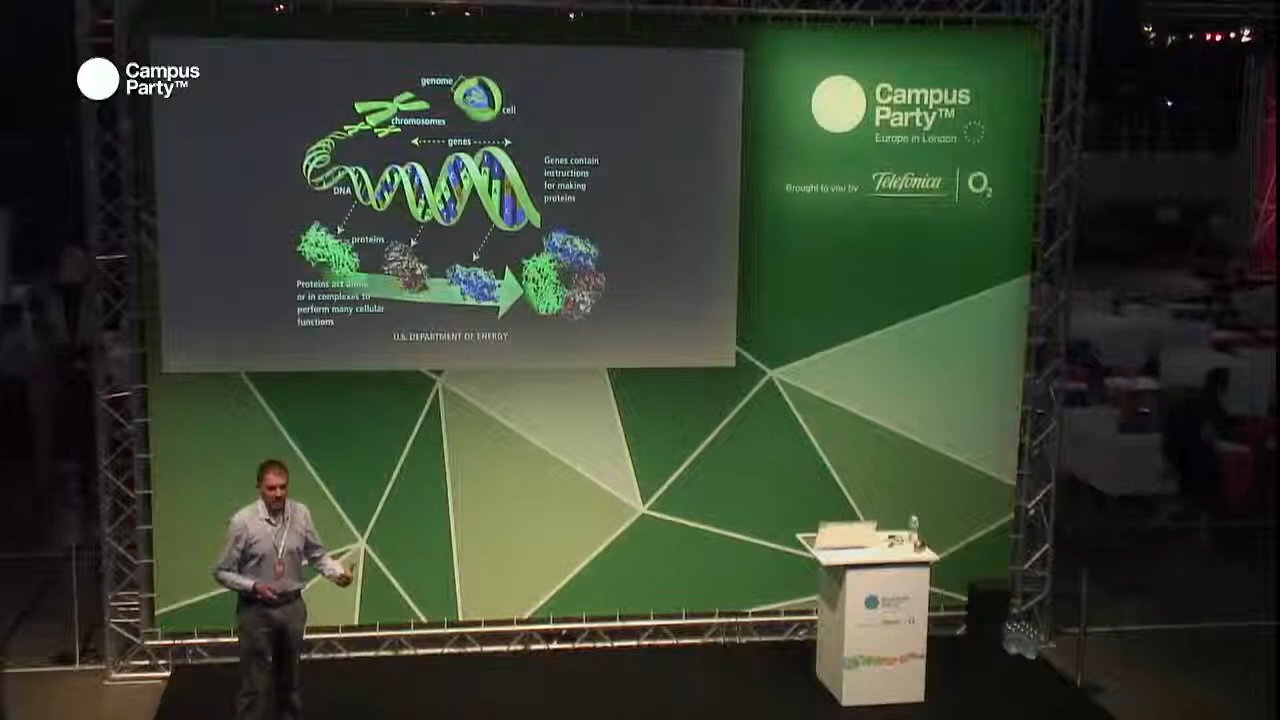 Campus
Party™
genome
cell
chromosomes
genes
Genes contain
instructions
for making
proteins
DNA
proteins
Proteins act alone
or in complexes to
perform many cellular
functions
U.S. DEPARTMENT OF ENERGY
Campus
Party™
Europe in London
Brought to you by
Telefónica
O2